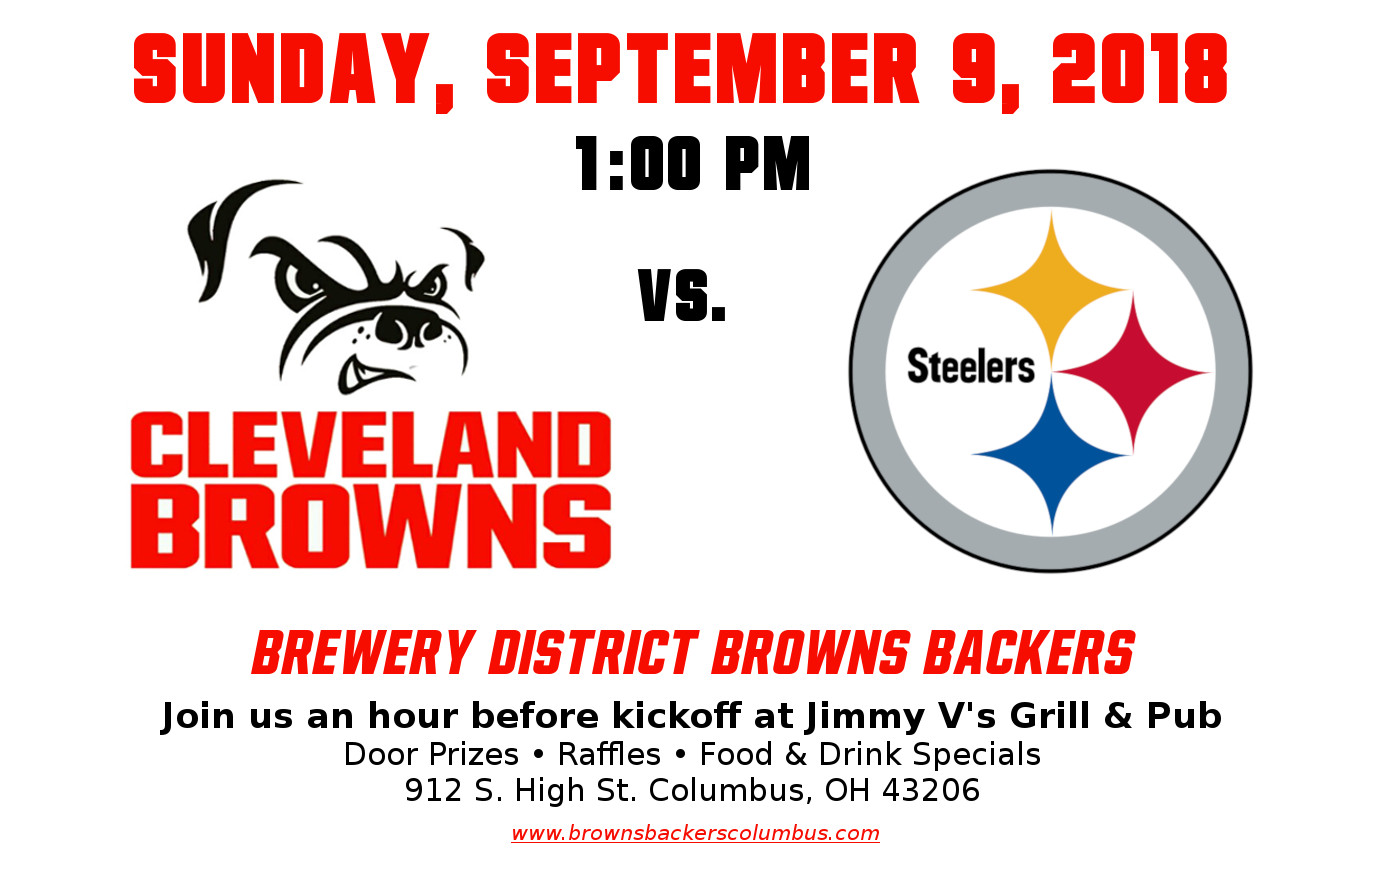 SUNDAY, SEPTEMBER 9, 2018
1:00 PM
VS.
Steelers
CLEVELAND
BROWNS
BREWERY DISTRICT BROWNS BACKERS
Join us an hour before kickoff at Jimmy V's Grill & Pub
Door Prizes • Raffles • Food & Drink Specials
912 S. High St. Columbus, OH 43206
www.brownsbackerscolumbus.com